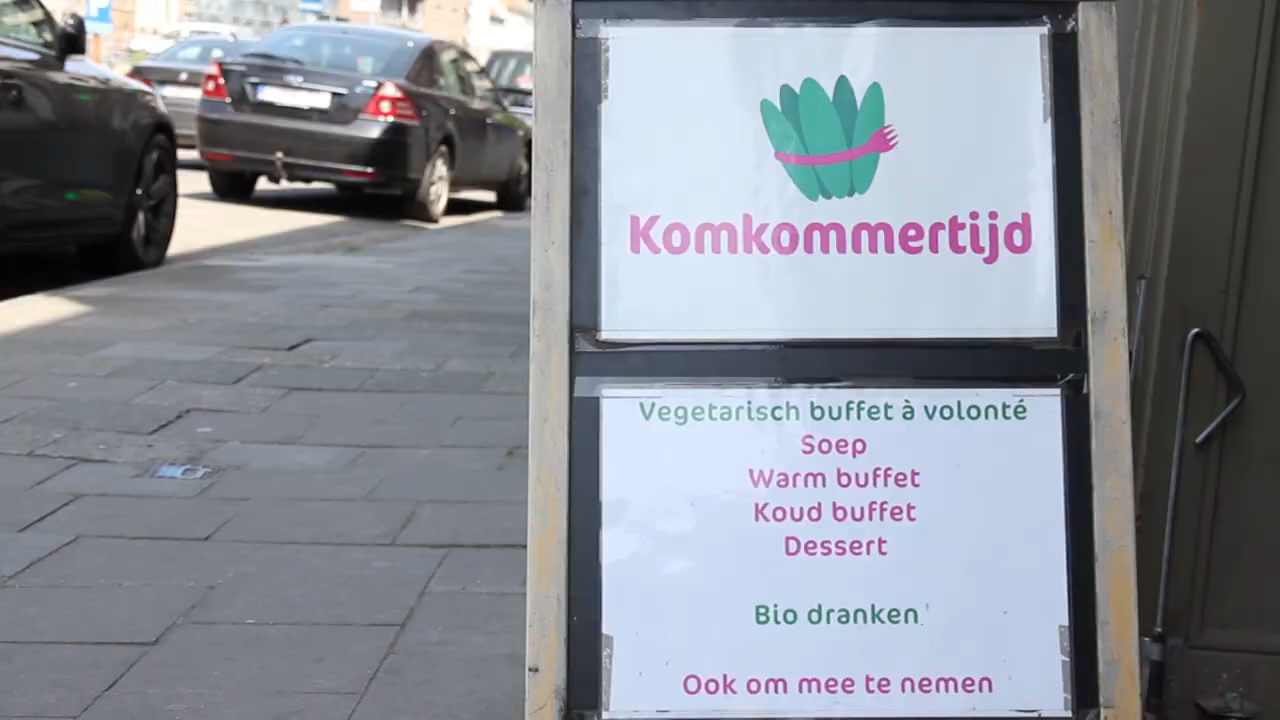 Komkommertijd
Vegetarisch buffet à volonté
Soep
Warm buffet
Koud buffet
Dessert
Bio dranken
Ook om mee te nemen